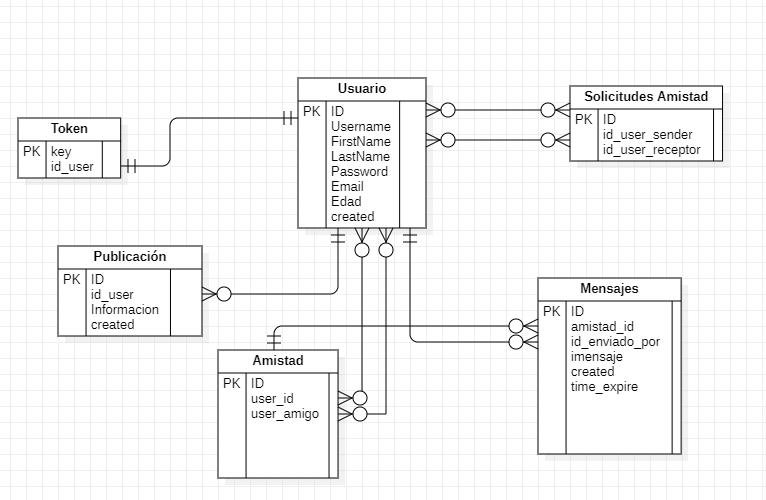 Usuario
PK ID
Username
FirstName
LastName
Password
Email
Edad
created
Solicitudes Amistad
PK ID
id_user_sender
id_user_receptor
Token
PK key
id_user
Publicación
PK ID
id_user
Informacion
created
Mensajes
PK ID
amistad_id
id_enviado_por
imensaje
created
time_expire
Amistad
PK ID
user_id
user_amigo